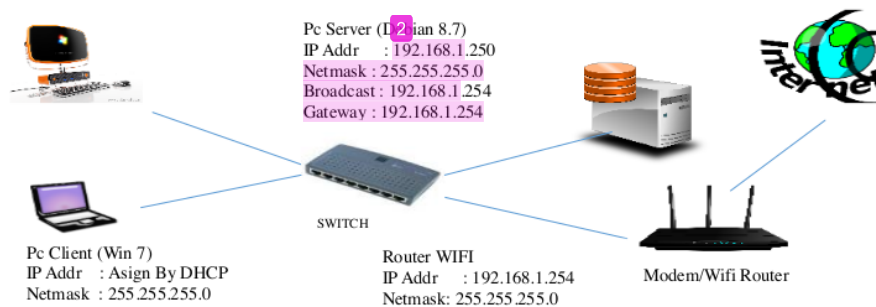 Pc Server (Debian 8.7)
2
IP Addr : 192.168.1.250
Netmask : 255.255.255.0
Broadcast : 192.168.1.254
Gateway : 192.168.1.254
Internet
SWITCH
Pc Client (Win 7)
IP Addr : Asign By DHCP
Netmask : 255.255.255.0
Router WIFI
IP Addr : 192.168.1.254
Netmask: 255.255.255.0
Modem/Wifi Router